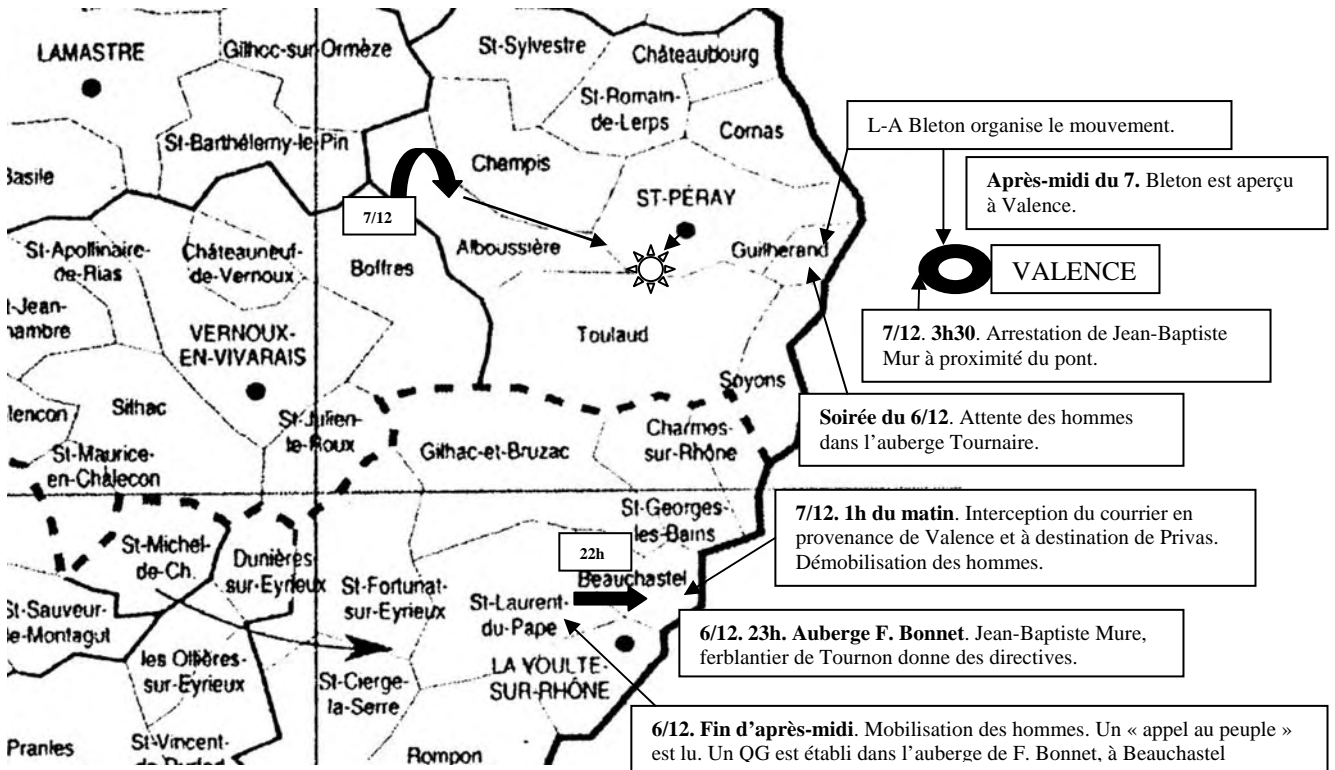 LAMASTRE
Gilhoc-sur-Ormèze
St-Sylvestre
Châteaubourg
St-Romain-
de-Lerps
Cornas
St-Barthélemy-le-Pin
Champis
Basile
7/12
ST-PÉRAY
L-A Bleton organise le mouvement.
Après-midi du 7. Bleton est aperçu
à Valence.
St-Apollinaire-
de-Rias
Châteauneuf-
de-Vernoux
Boffres
Alboussière
Guilherand
VALENCE
t-Jean-
hambre
VERNOUX-
EN-VIVARAIS
Toulaud
7/12. 3h30. Arrestation de Jean-Baptiste
Mur à proximité du pont.
Soyons
lencon
Silhac
St-Julien-
le-Roux
Gilhac-et-Bruzac
Charmes-
sur-Rhône
Soirée du 6/12. Attente des hommes
dans l’auberge Tournaire.
St-Maurice-
en-Chalecon
St-Georges-
les-Bains
7/12. 1h du matin. Interception du courrier en
provenance de Valence et à destination de Privas.
Démobilisation des hommes.
St-Michel-
de-Ch.
Dunières-
sur-Eyrieux
St-Fortunat-
sur-Eyrieux
22h
Beauchastel
St-Laurent-
du-Pape
St-Sauveur-
e-Montagut
les Ollières-
sur-Eyrieux
6/12. 23h. Auberge F. Bonnet. Jean-Baptiste Mure,
ferblantier de Tournon donne des directives.
St-Cierge-
la-Serre
LA VOULTE-
SUR-RHÔNE
6/12. Fin d’après-midi. Mobilisation des hommes. Un « appel au peuple »
est lu. Un QG est établi dans l’auberge de F. Bonnet, à Beauchastel
Pranles
St-Vincent-
Rompon